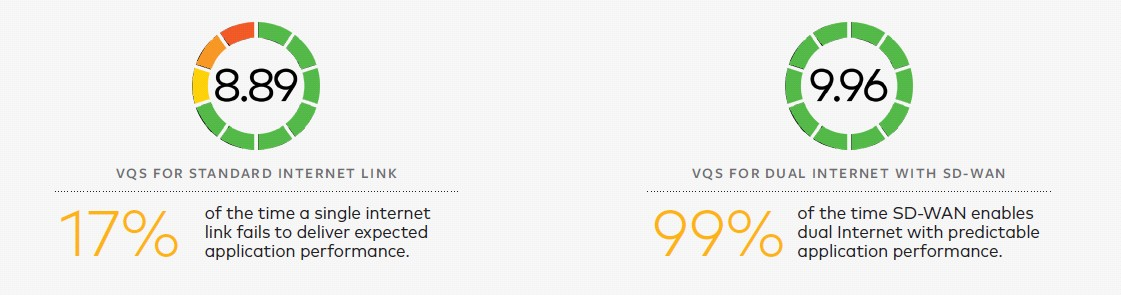 8.89
VQS FOR STANDARD INTERNET LINK
17%
of the time a single internet
link fails to deliver expected
application performance.
9.96
VQS FOR DUAL INTERNET WITH SD-WAN
99%
of the time SD-WAN enables
dual Internet with predictable
application performance.